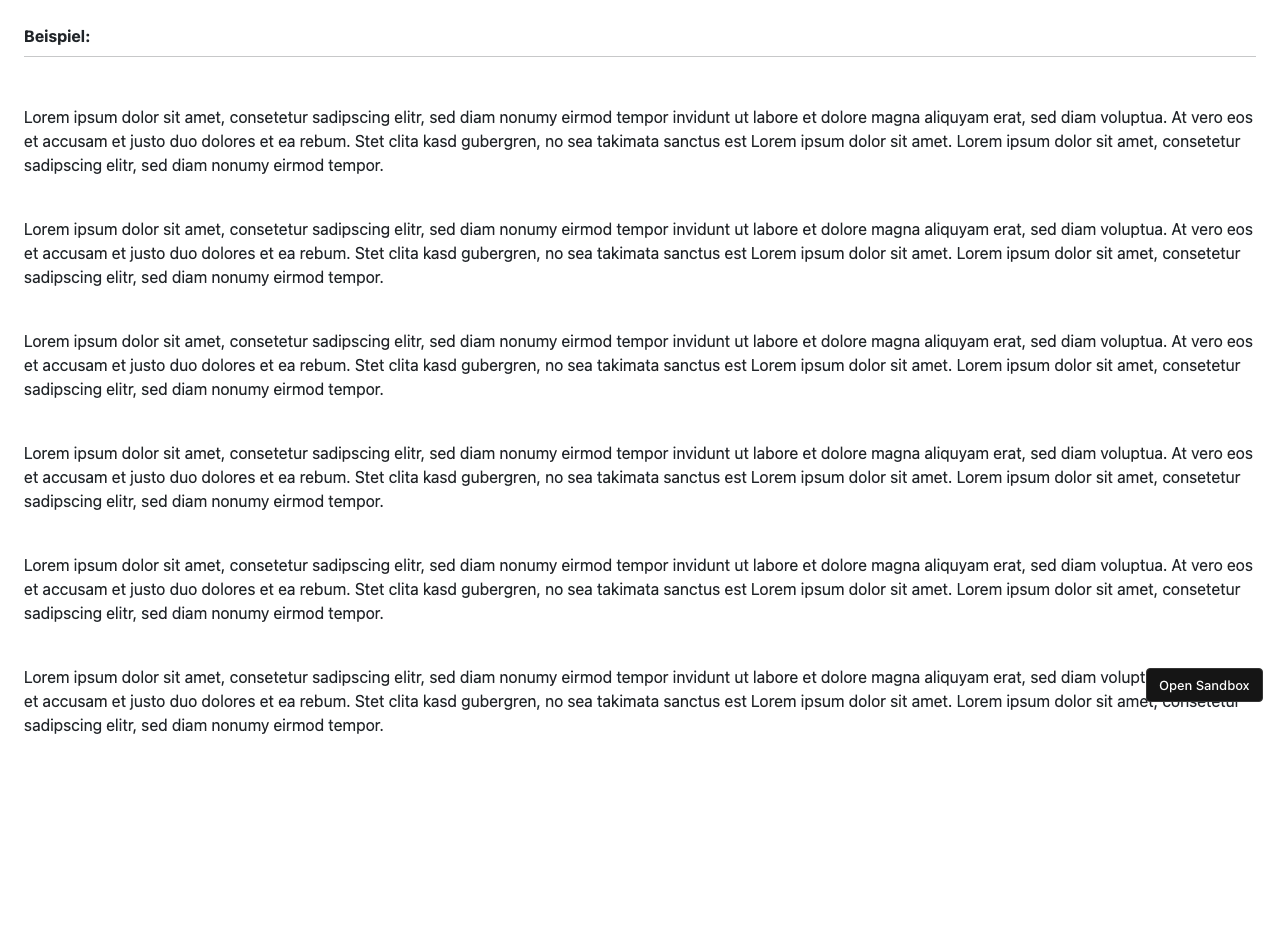 Beispiel:
Lorem ipsum dolor sit amet, consetetur sadipscing elitr, sed diam nonumy eirmod tempor invidunt ut labore et dolore magna aliquyam erat, sed diam voluptua. At vero eos
et accusam et justo duo dolores et ea rebum. Stet clita kasd gubergren, no sea takimata sanctus est Lorem ipsum dolor sit amet. Lorem ipsum dolor sit amet, consetetur
sadipscing elitr, sed diam nonumy eirmod tempor.
Lorem ipsum dolor sit amet, consetetur sadipscing elitr, sed diam nonumy eirmod tempor invidunt ut labore et dolore magna aliquyam erat, sed diam voluptua. At vero eos
et accusam et justo duo dolores et ea rebum. Stet clita kasd gubergren, no sea takimata sanctus est Lorem ipsum dolor sit amet. Lorem ipsum dolor sit amet, consetetur
sadipscing elitr, sed diam nonumy eirmod tempor.
Lorem ipsum dolor sit amet, consetetur sadipscing elitr, sed diam nonumy eirmod tempor invidunt ut labore et dolore magna aliquyam erat, sed diam voluptua. At vero eos
et accusam et justo duo dolores et ea rebum. Stet clita kasd gubergren, no sea takimata sanctus est Lorem ipsum dolor sit amet. Lorem ipsum dolor sit amet, consetetur
sadipscing elitr, sed diam nonumy eirmod tempor.
Lorem ipsum dolor sit amet, consetetur sadipscing elitr, sed diam nonumy eirmod tempor invidunt ut labore et dolore magna aliquyam erat, sed diam voluptua. At vero eos
et accusam et justo duo dolores et ea rebum. Stet clita kasd gubergren, no sea takimata sanctus est Lorem ipsum dolor sit amet. Lorem ipsum dolor sit amet, consetetur
sadipscing elitr, sed diam nonumy eirmod tempor.
Lorem ipsum dolor sit amet, consetetur sadipscing elitr, sed diam nonumy eirmod tempor invidunt ut labore et dolore magna aliquyam erat, sed diam voluptua. At vero eos
et accusam et justo duo dolores et ea rebum. Stet clita kasd gubergren, no sea takimata sanctus est Lorem ipsum dolor sit amet. Lorem ipsum dolor sit amet, consetetur
sadipscing elitr, sed diam nonumy eirmod tempor.
Lorem ipsum dolor sit amet, consetetur sadipscing elitr, sed diam nonumy eirmod tempor invidunt ut labore et dolore magna aliquyam erat, sed diam volupt
Open Sandbox
et accusam et justo duo dolores et ea rebum. Stet clita kasd gubergren, no sea takimata sanctus est Lorem ipsum dolor sit amet. Lorem ipsum dolor sit amet,
sadipscing elitr, sed diam nonumy eirmod tempor.